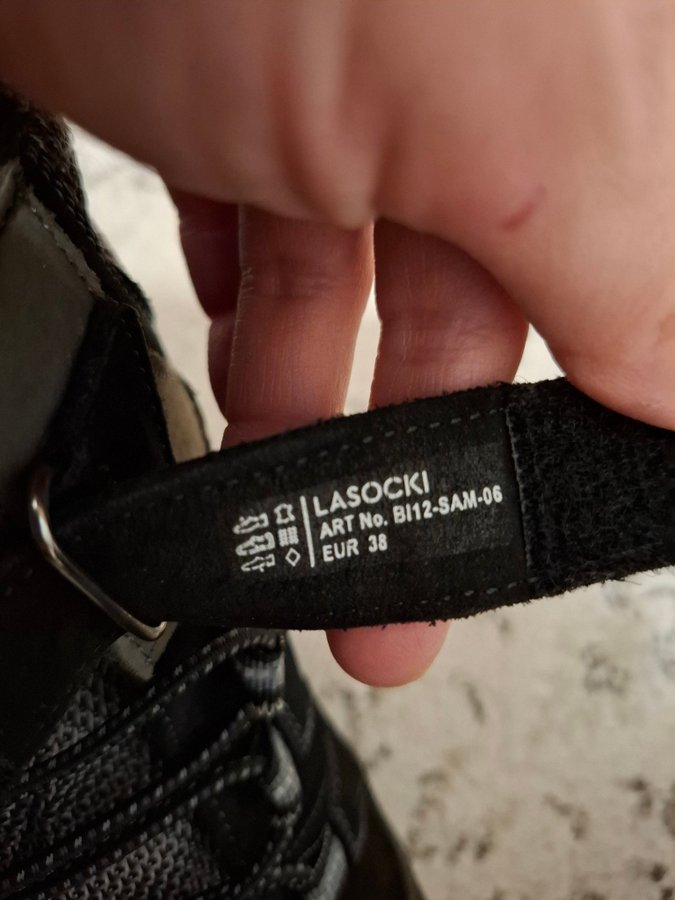 LASOCKI
ART No. BI12-SAM-06
EUR 38